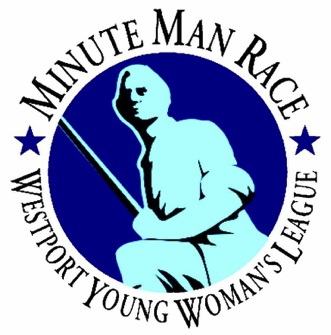 MINUTE MAN RACE
WESTPORT YOUNG WOMAN'S LEAGUE